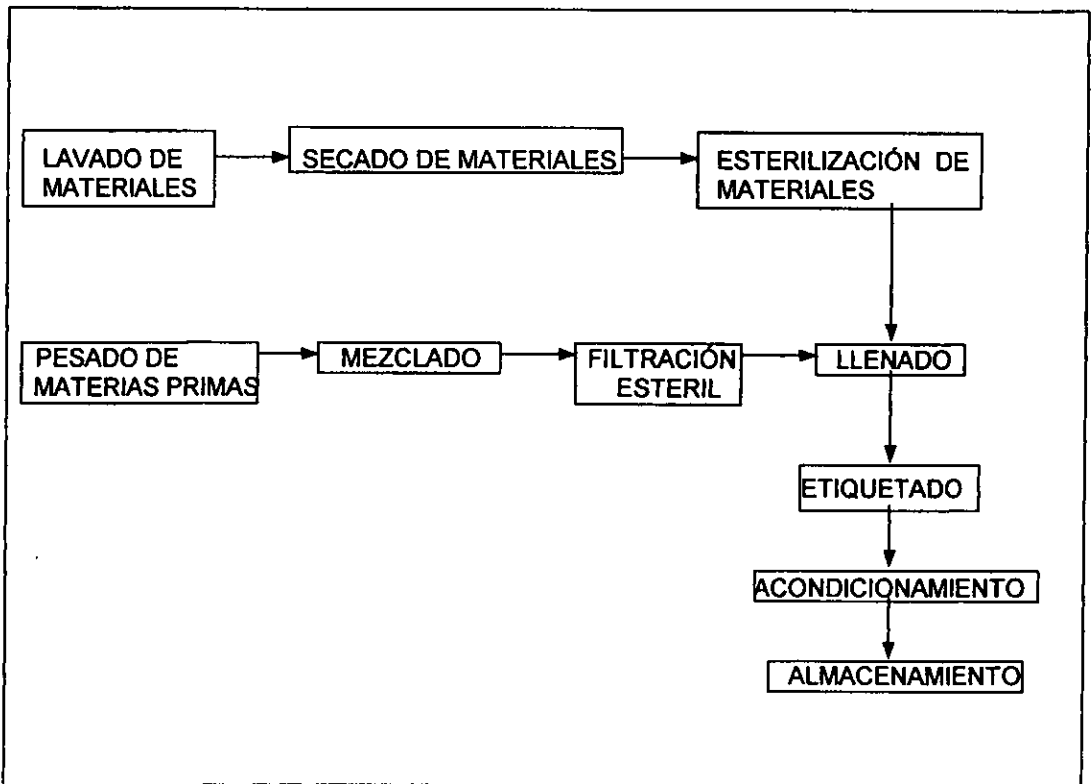 LAVADO DE
MATERIALES
SECADO DE MATERIALES
ESTERILIZACIÓN DE
MATERIALES
PESADO DE
MATERIAS PRIMAS
MEZCLADO
FILTRACIÓN
ESTERIL
LLENADO
ETIQUETADO
ACONDICIONAMIENTO
ALMACENAMIENTO